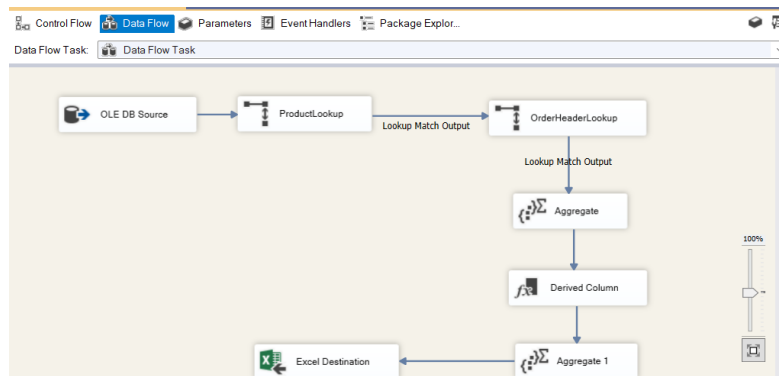 Control Flow Data Flow Parameters Event Handlers Package Explor...
Data Flow Task: Data Flow Task
OLE DB Source
ProductLookup
Lookup Match Output
OrderHeaderLookup
Lookup Match Output
Aggregate
100%
Derived Column
Excel Destination
Aggregate 1